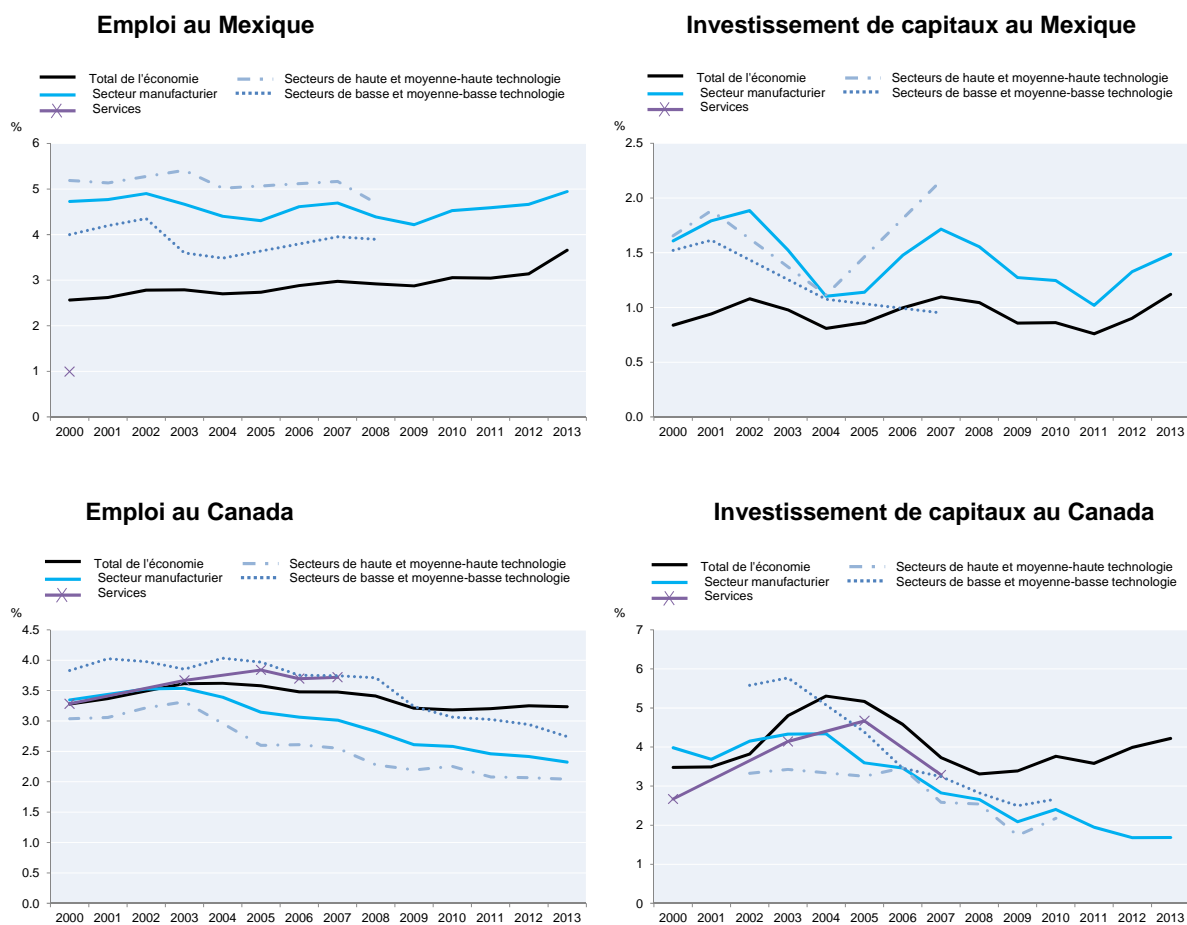 Emploi au Mexique
Total de l'économie Secteurs de haute et moyenne-haute technologie
Secteur manufacturier Secteurs de basse et moyenne-basse technologie
Services
%
6
5
4
3
2
1
0
2000 2001 2002 2003 2004 2005 2006 2007 2008 2009 2010 2011 2012 2013
Investissement de capitaux au Mexique
Total de l'économie Secteurs de haute et moyenne-haute technologie
Secteur manufacturier Secteurs de basse et moyenne-basse technologie
Services
%
2.5
2.0
1.5
1.0
0.5
0.0
2000 2001 2002 2003 2004 2005 2006 2007 2008 2009 2010 2011 2012 2013
Emploi au Canada
Total de l'économie Secteurs de haute et moyenne-haute technologie
Secteur manufacturier Secteurs de basse et moyenne-basse technologie
Services
%
4.5
4.0
3.5
3.0
2.5
2.0
1.5
1.0
0.5
0.0
2000 2001 2002 2003 2004 2005 2006 2007 2008 2009 2010 2011 2012 2013
Investissement de capitaux au Canada
Total de l'économie Secteurs de haute et moyenne-haute technologie
Secteur manufacturier Secteurs de basse et moyenne-basse technologie
Services
%
7
6
5
4
3
2
1
0
2000 2001 2002 2003 2004 2005 2006 2007 2008 2009 2010 2011 2012 2013